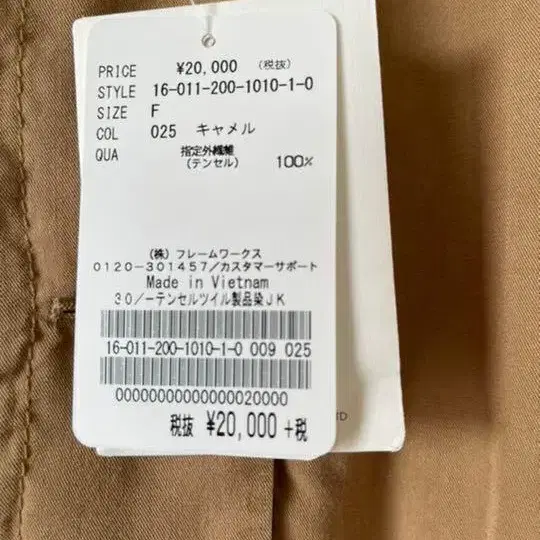 PRICE ¥20,000 (税抜)
STYLE 16-011-200-1010-1-0
SIZE F
COL 025 キャメル
QUA 指定外繊維
(テンセル) 100%
(株) フレームワークス
0120-301457/カスタマーサポート
Made in Vietnam
30/-テンセルツイル製品染JK
16-011-200-1010-1-0 009 025
00000000000000020000
税抜 ¥20,000 +税
TD